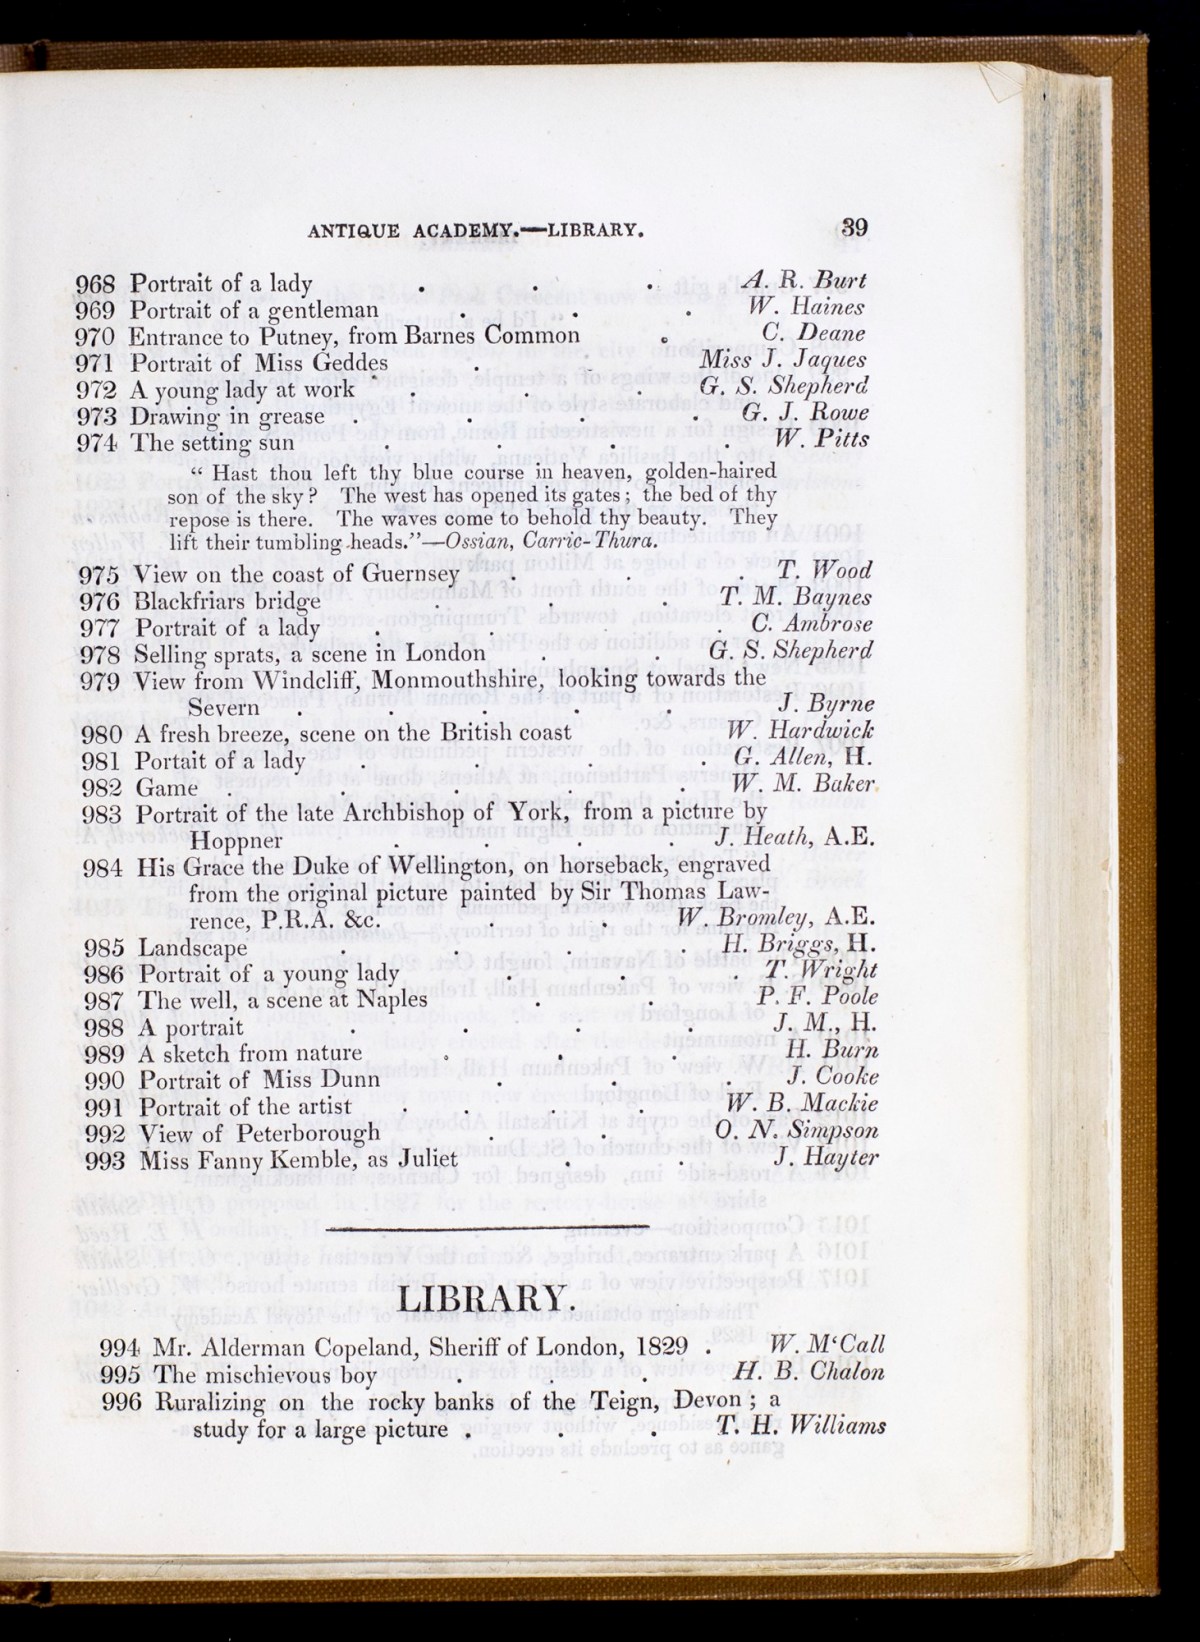 ANTIQUE ACADEMY.—LIBRARY. 39
968 Portrait of a lady . . . A. R. Burt
969 Portrait of a gentleman . . . W. Haines
970 Entrance to Putney, from Barnes Common . C. Deane
971 Portrait of Miss Geddes . . Miss J. Jaques
972 A young lady at work . . . G. S. Shepherd
973 Drawing in grease . . . . G. J. Rowe
974 The setting sun . . . . W. Pitts
“ Hast thou left thy blue course in heaven, golden-haired
son of the sky? The west has opened its gates; the bed of thy
repose is there. The waves come to behold thy beauty. They
lift their tumbling heads.”—Ossian, Carric-Thura.
975 View on the coast of Guernsey . . . T. Wood
976 Blackfriars bridge . . . T. M. Baynes
977 Portrait of a lady . . . . C. Ambrose
978 Selling sprats, a scene in London . . G. S. Shepherd
979 View from Windcliff, Monmouthshire, looking towards the
Severn . . . . . J. Byrne
980 A fresh breeze, scene on the British coast W. Hardwick
981 Portait of a lady . . . . G. Allen, H.
982 Game . . . . . W. M. Baker
983 Portrait of the late Archbishop of York, from a picture by
Hoppner . . . . J. Heath, A.E.
984 His Grace the Duke of Wellington, on horseback, engraved
from the original picture painted by Sir Thomas Law-
rence, P.R.A. &c. . . . W. Bromley, A.E.
985 Landscape . . . . H. Briggs, H.
986 Portrait of a young lady . . . T. Wright
987 The well, a scene at Naples . . P. F. Poole
988 A portrait . . . . J. M., H.
989 A sketch from nature . . . H. Burn
990 Portrait of Miss Dunn . . . J. Cooke
991 Portrait of the artist . . . . W. B. Mackie
992 View of Peterborough . . O. N. Simpson
993 Miss Fanny Kemble, as Juliet . . J. Hayter
LIBRARY.
994 Mr. Alderman Copeland, Sheriff of London, 1829 . W. M‘Call
995 The mischievous boy . . . H. B. Chalon
996 Ruralizing on the rocky banks of the Teign, Devon; a
study for a large picture . . . T. H. Williams